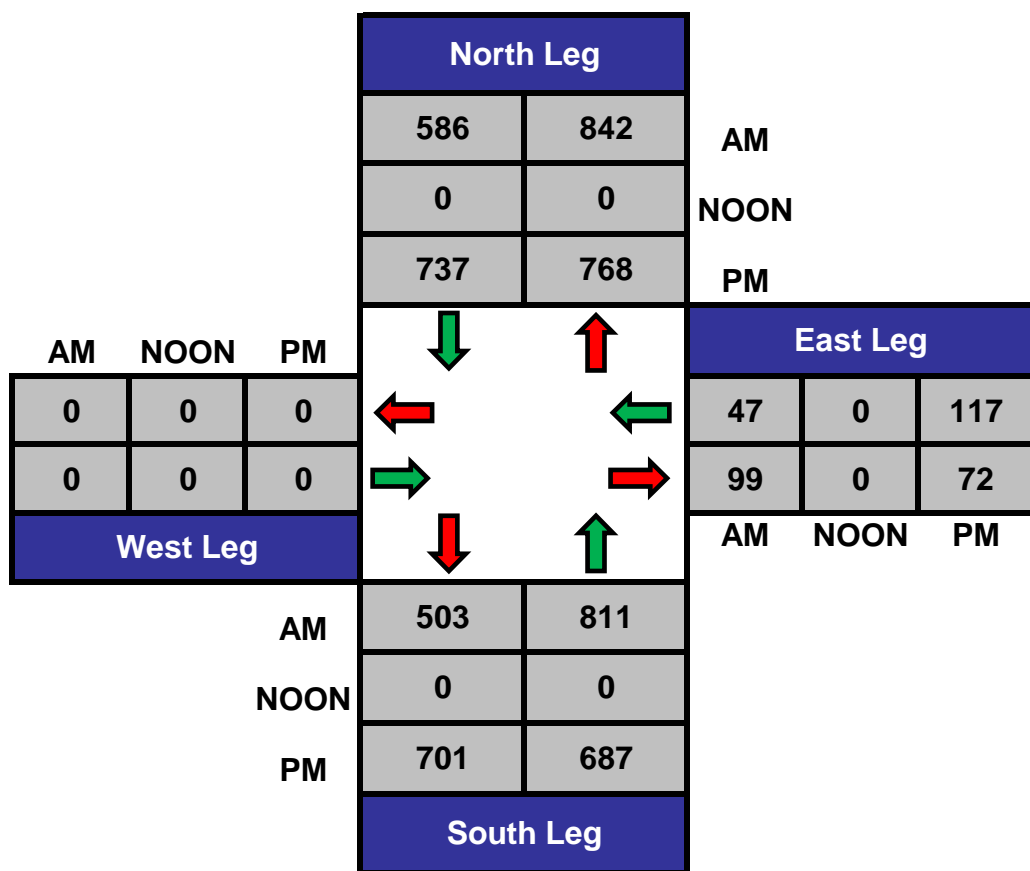 North Leg
586 842 AM
0 0 NOON
737 768 PM
AM NOON PM East Leg
0 0 0 47 0 117
0 0 0 99 0 72
West Leg AM NOON PM
AM 503 811
NOON 0 0
PM 701 687
South Leg